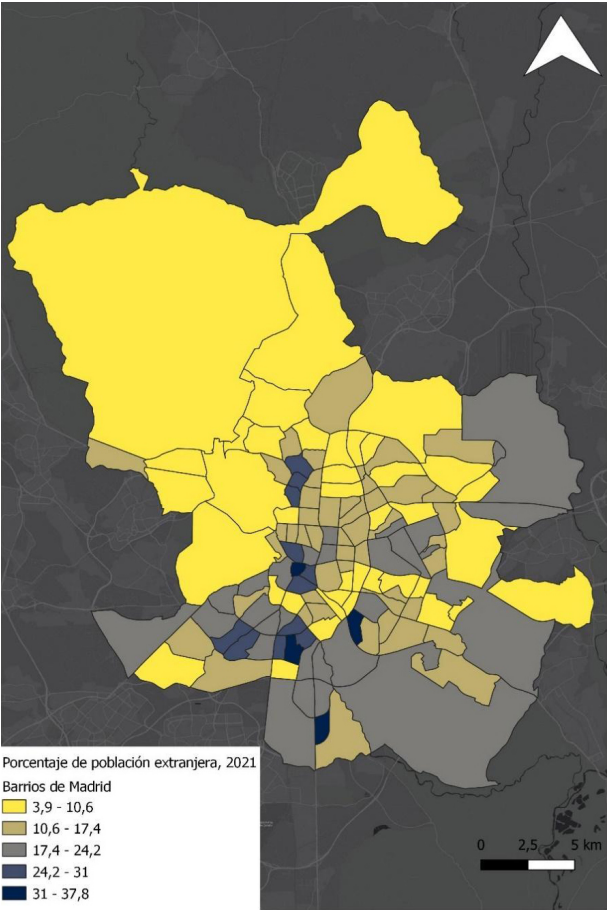 Porcentaje de población extranjera, 2021
Barrios de Madrid
3,9 - 10,6
10,6 - 17,4
17,4 - 24,2
24,2 - 31
31 - 37,8
0 2,5 5 km